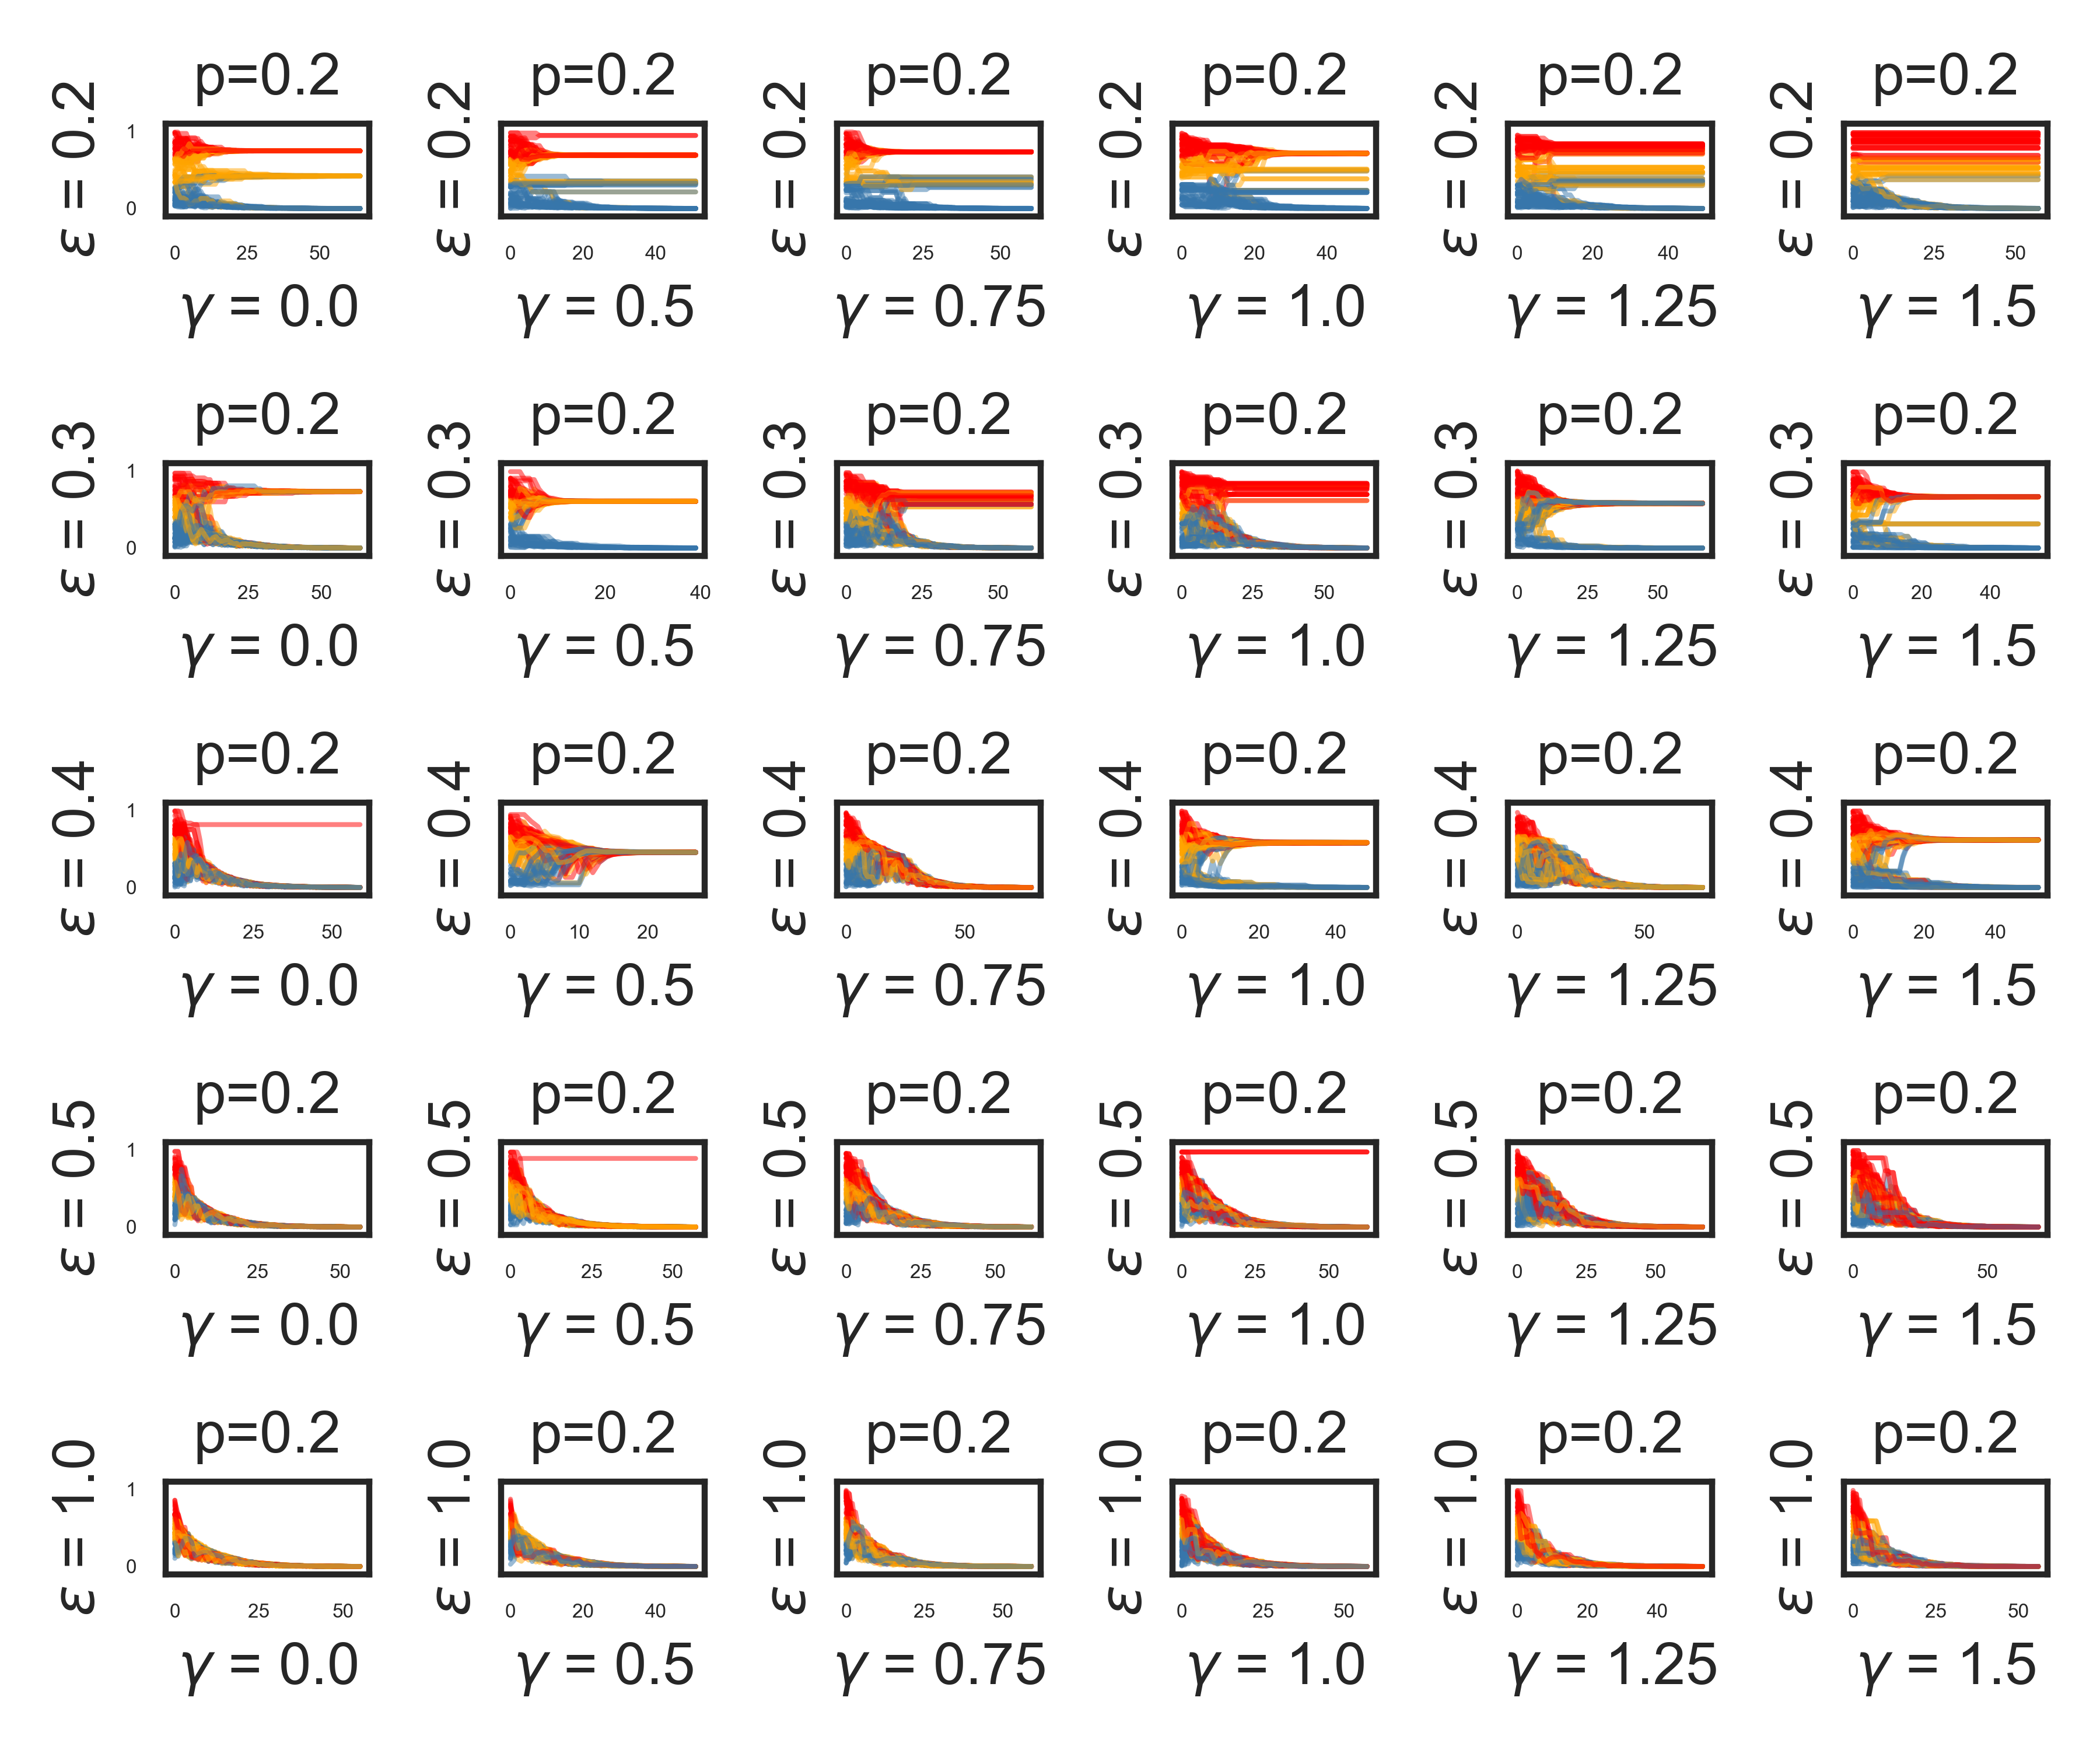 p=0.2 p=0.2 p=0.2 p=0.2 p=0.2 p=0.2
ε = 0.2 ε = 0.2 ε = 0.2 ε = 0.2 ε = 0.2 ε = 0.2
1
0
0 25 50 0 20 40 0 25 50 0 20 40 0 20 40 0 25 50
γ = 0.0 γ = 0.5 γ = 0.75 γ = 1.0 γ = 1.25 γ = 1.5
p=0.2 p=0.2 p=0.2 p=0.2 p=0.2 p=0.2
ε = 0.3 ε = 0.3 ε = 0.3 ε = 0.3 ε = 0.3 ε = 0.3
1
0
0 25 50 0 20 40 0 25 50 0 25 50 0 25 50 0 20 40
γ = 0.0 γ = 0.5 γ = 0.75 γ = 1.0 γ = 1.25 γ = 1.5
p=0.2 p=0.2 p=0.2 p=0.2 p=0.2 p=0.2
ε = 0.4 ε = 0.4 ε = 0.4 ε = 0.4 ε = 0.4 ε = 0.4
1
0
0 25 50 0 10 20 0 50 0 20 40 0 50 0 20 40
γ = 0.0 γ = 0.5 γ = 0.75 γ = 1.0 γ = 1.25 γ = 1.5
p=0.2 p=0.2 p=0.2 p=0.2 p=0.2 p=0.2
ε = 0.5 ε = 0.5 ε = 0.5 ε = 0.5 ε = 0.5 ε = 0.5
1
0
0 25 50 0 25 50 0 25 50 0 25 50 0 25 50 0 50
γ = 0.0 γ = 0.5 γ = 0.75 γ = 1.0 γ = 1.25 γ = 1.5
p=0.2 p=0.2 p=0.2 p=0.2 p=0.2 p=0.2
ε = 1.0 ε = 1.0 ε = 1.0 ε = 1.0 ε = 1.0 ε = 1.0
1
0
0 25 50 0 20 40 0 25 50 0 25 50 0 20 40 0 25 50
γ = 0.0 γ = 0.5 γ = 0.75 γ = 1.0 γ = 1.25 γ = 1.5